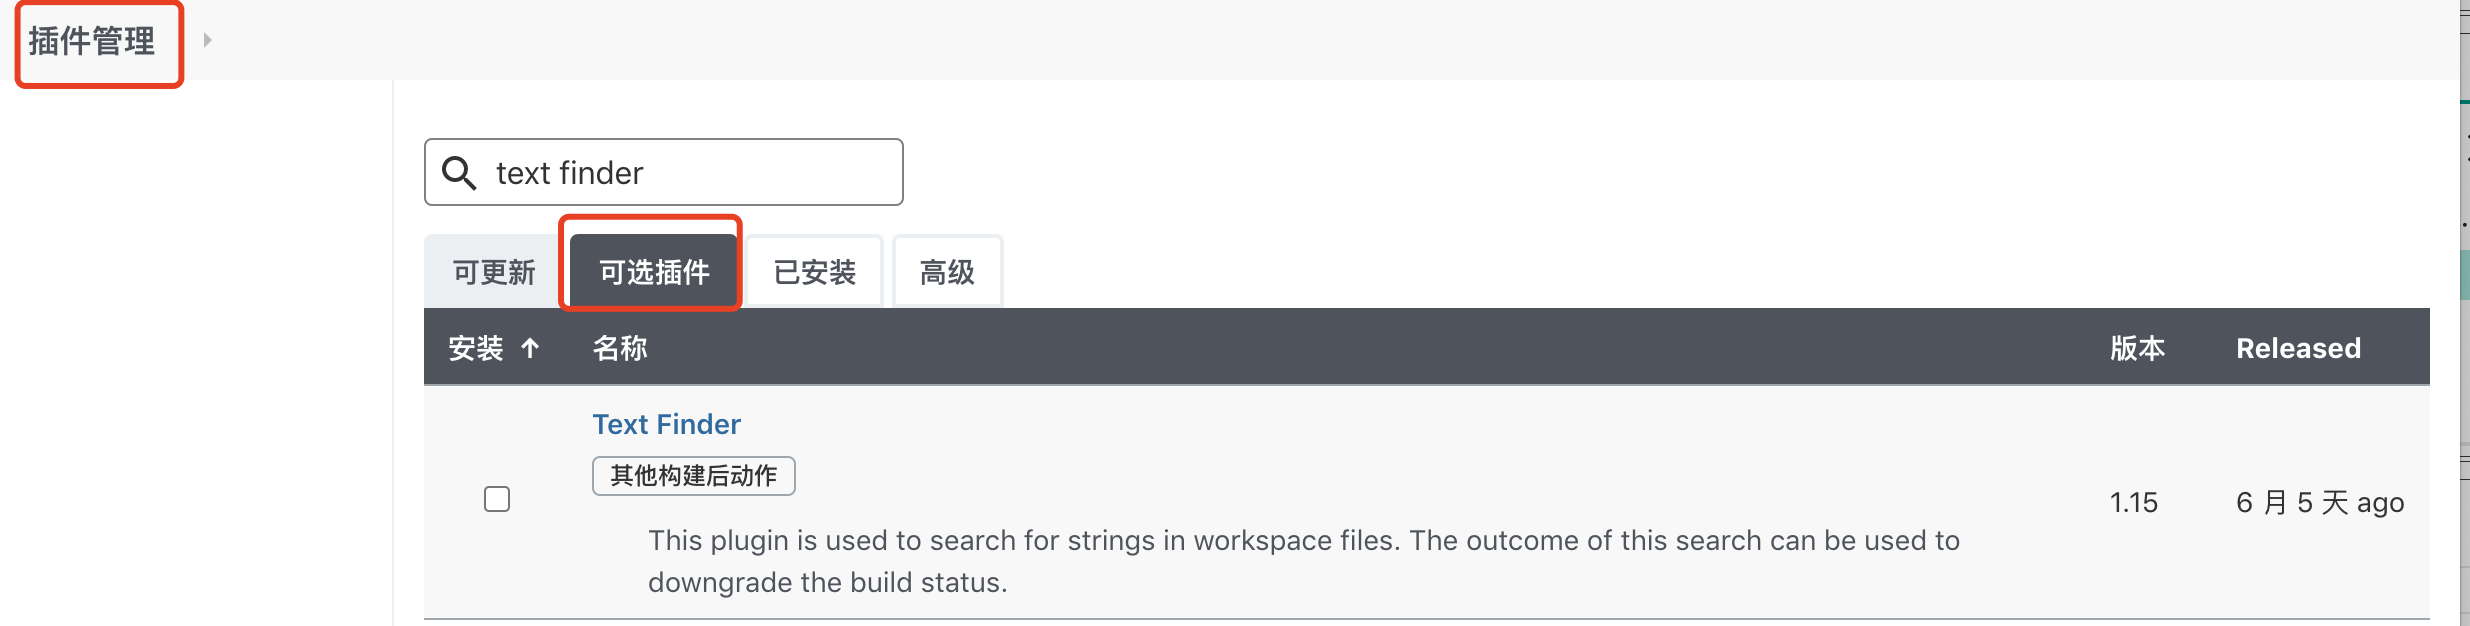 插件管理
text finder
可更新 可选插件 已安装 高级
安装 ↑ 名称 版本 Released
Text Finder
其他构建后动作
This plugin is used to search for strings in workspace files. The outcome of this search can be used to
downgrade the build status.
1.15 6 月 5 天 ago